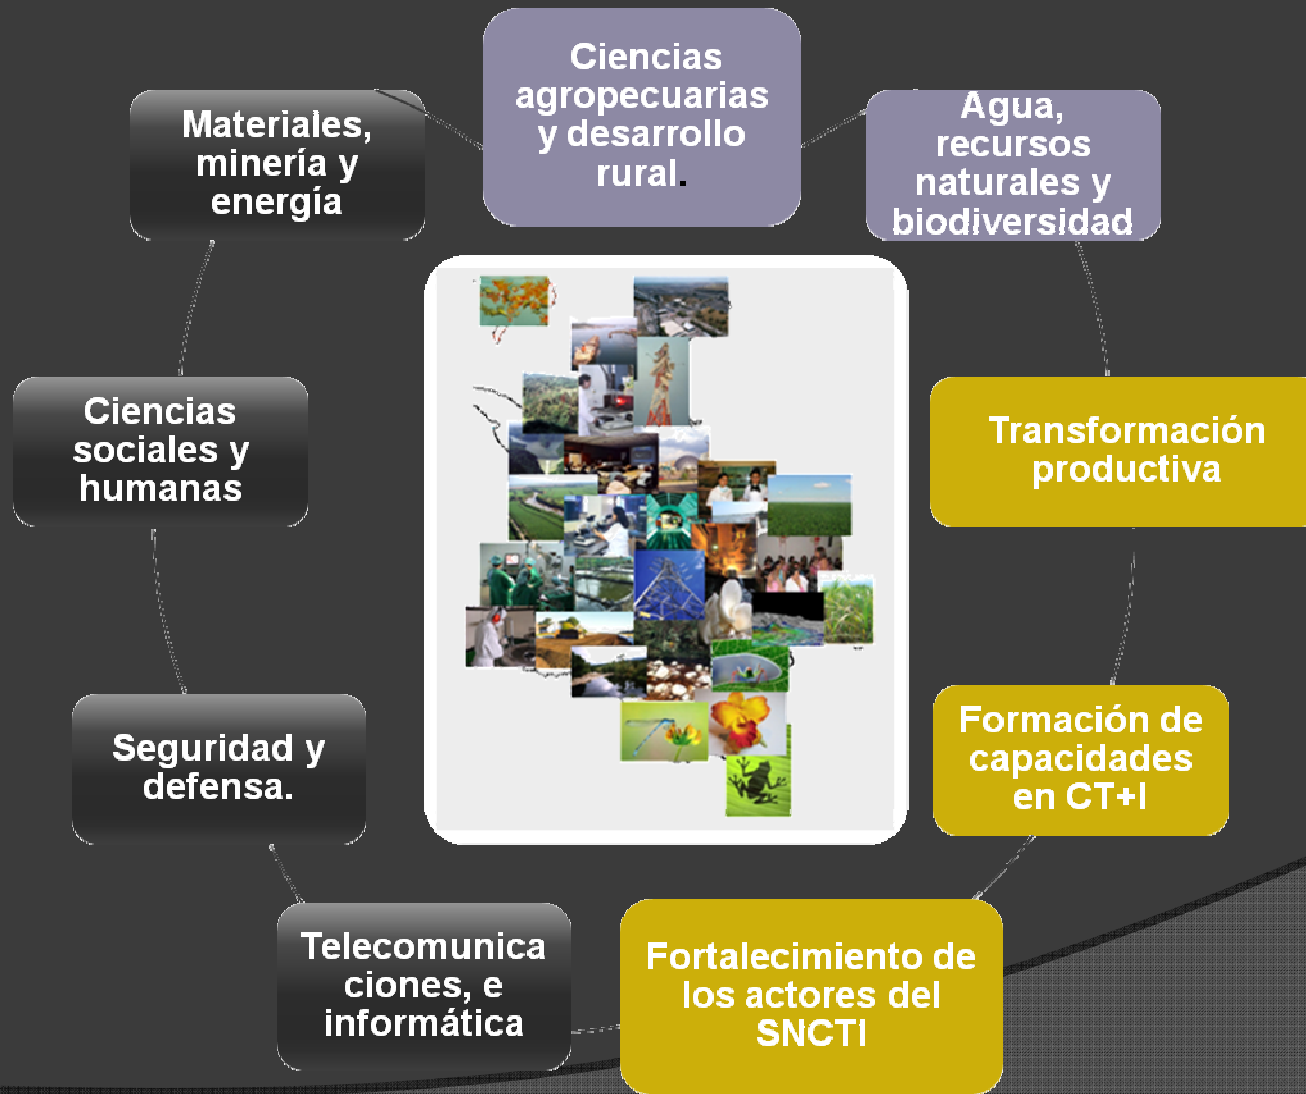 Ciencias
agropecuarias
y desarrollo
rural.
Agua,
recursos
naturales y
biodiversidad
Transformación
productiva
Formación de
capacidades
en CT+I
Fortalecimiento de
los actores del
SNCTI
Telecomunica
ciones, e
informática
Seguridad y
defensa.
Ciencias
sociales y
humanas
Materiales,
minería y
energía